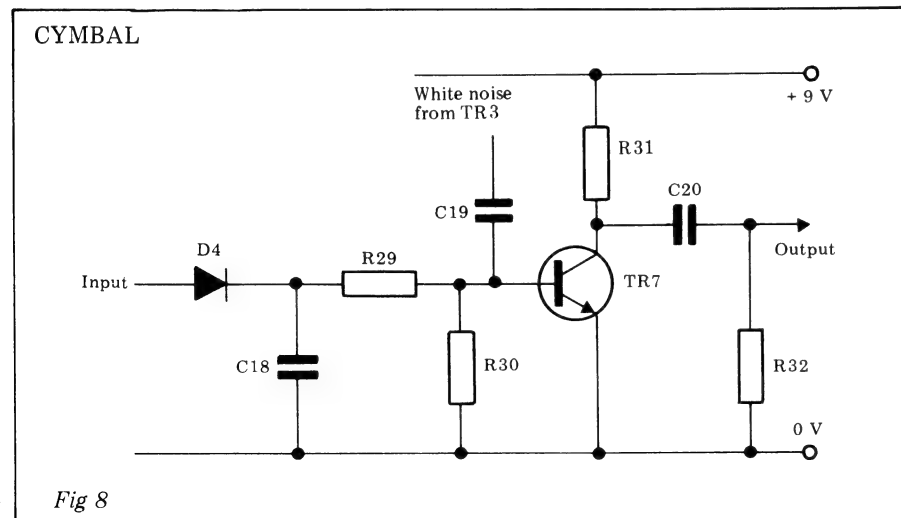 CYMBAL
+ 9 V
White noise
from TR3
R31
C20
C19
Output
D4
R29
Input
TR7
C18
R30
R32
0 V
Fig 8